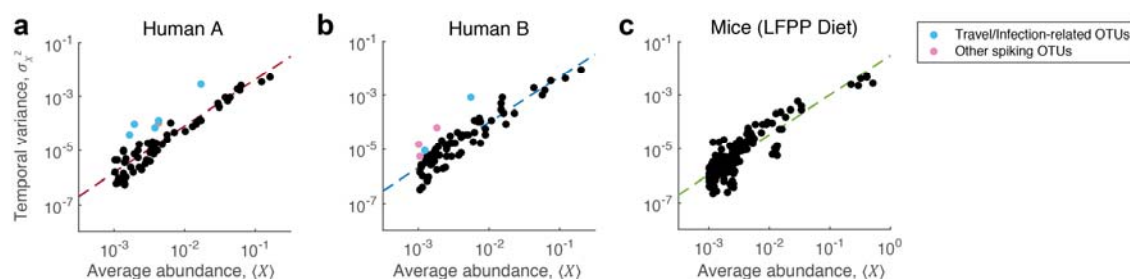 a
Human A
Temporal variance, σ_X²
10⁻¹
10⁻³
10⁻⁵
10⁻⁷
10⁻³
10⁻²
10⁻¹
Average abundance, ⟨X⟩
b
Human B
10⁻¹
10⁻³
10⁻⁵
10⁻⁷
10⁻³
10⁻²
10⁻¹
Average abundance, ⟨X⟩
c
Mice (LFPP Diet)
10⁻¹
10⁻³
10⁻⁵
10⁻⁷
10⁻³
10⁻²
10⁻¹
10⁰
Average abundance, ⟨X⟩
Travel/Infection-related OTUs
Other spiking OTUs